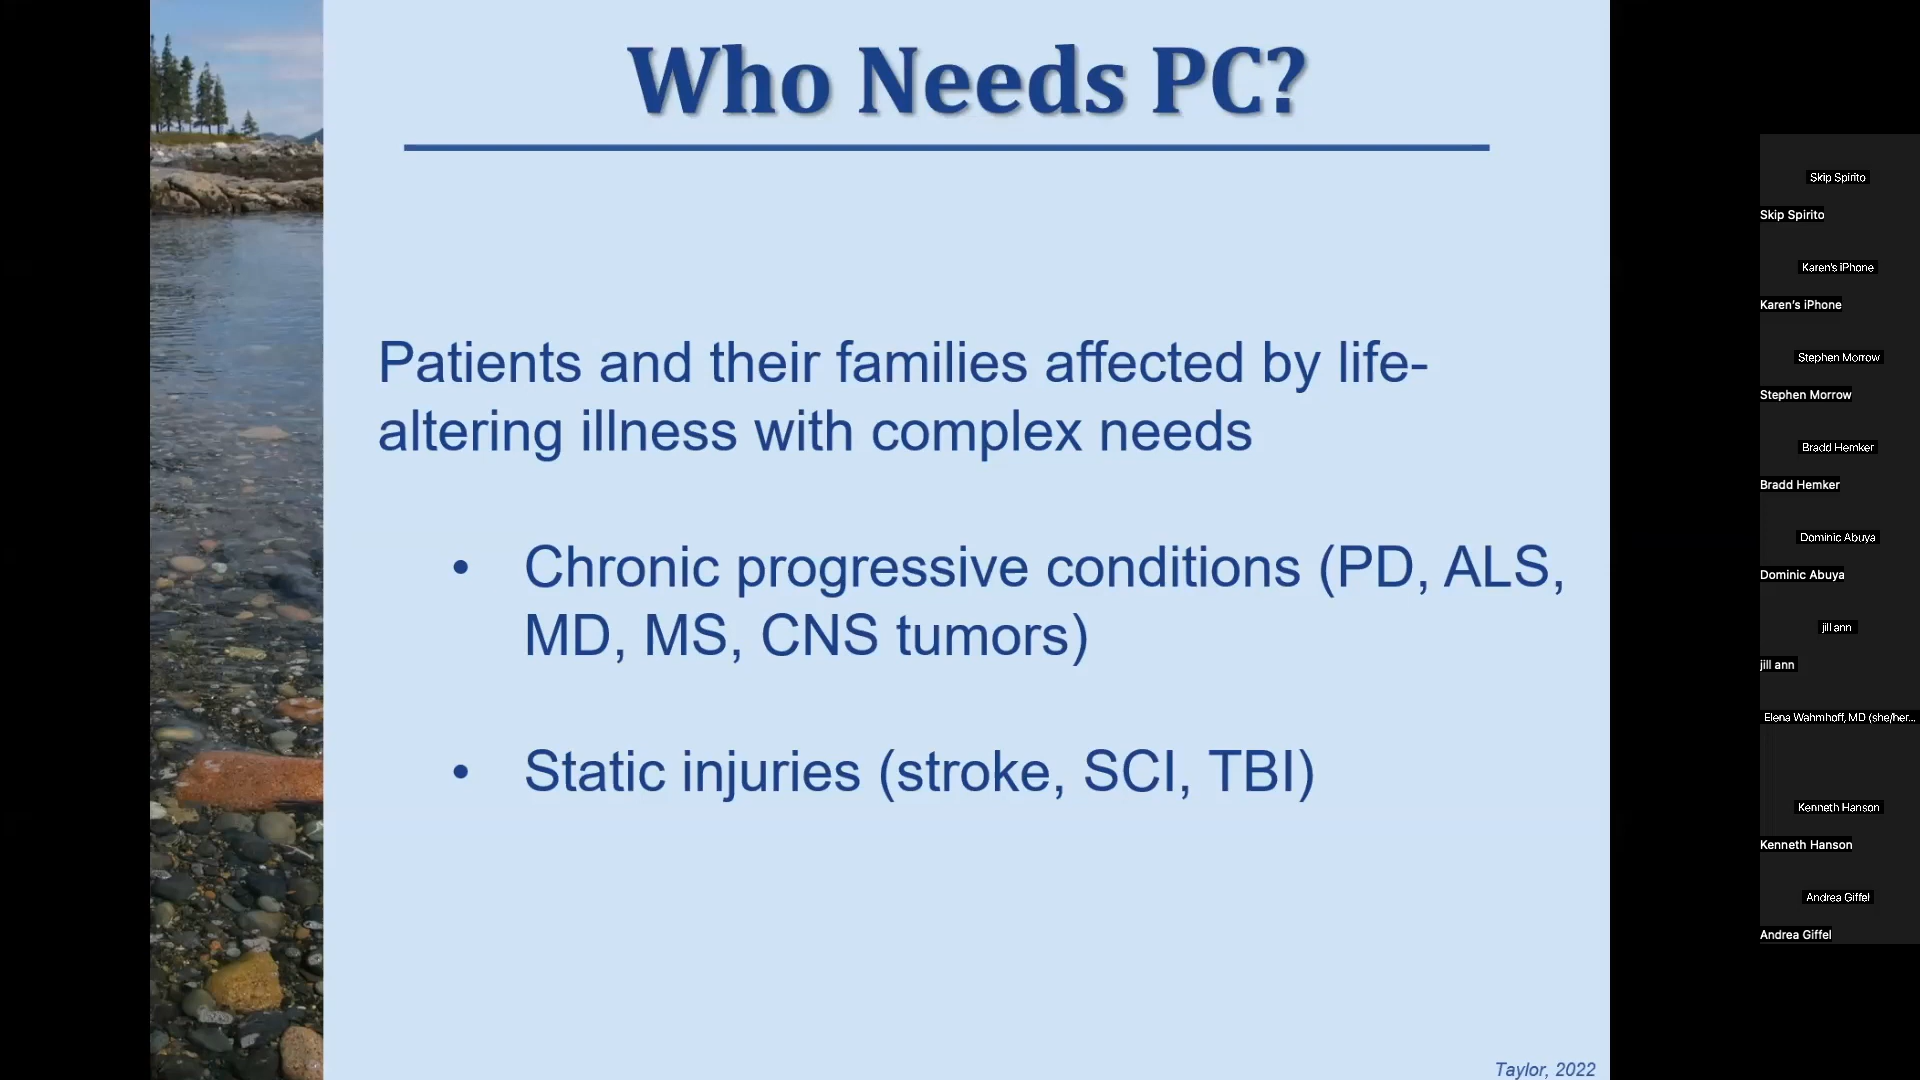 Who Needs PC?
Patients and their families affected by life-
altering illness with complex needs
• Chronic progressive conditions (PD, ALS,
MD, MS, CNS tumors)
• Static injuries (stroke, SCI, TBI)
Taylor, 2022
Skip Spirito
Skip Spirito
Karen's iPhone
Karen's iPhone
Stephen Morrow
Stephen Morrow
Bradd Hemker
Bradd Hemker
Dominic Abuya
Dominic Abuya
jill ann
jill ann
Elena Wahmhoff, MD (she/her...
Kenneth Hanson
Kenneth Hanson
Andrea Giffel
Andrea Giffel